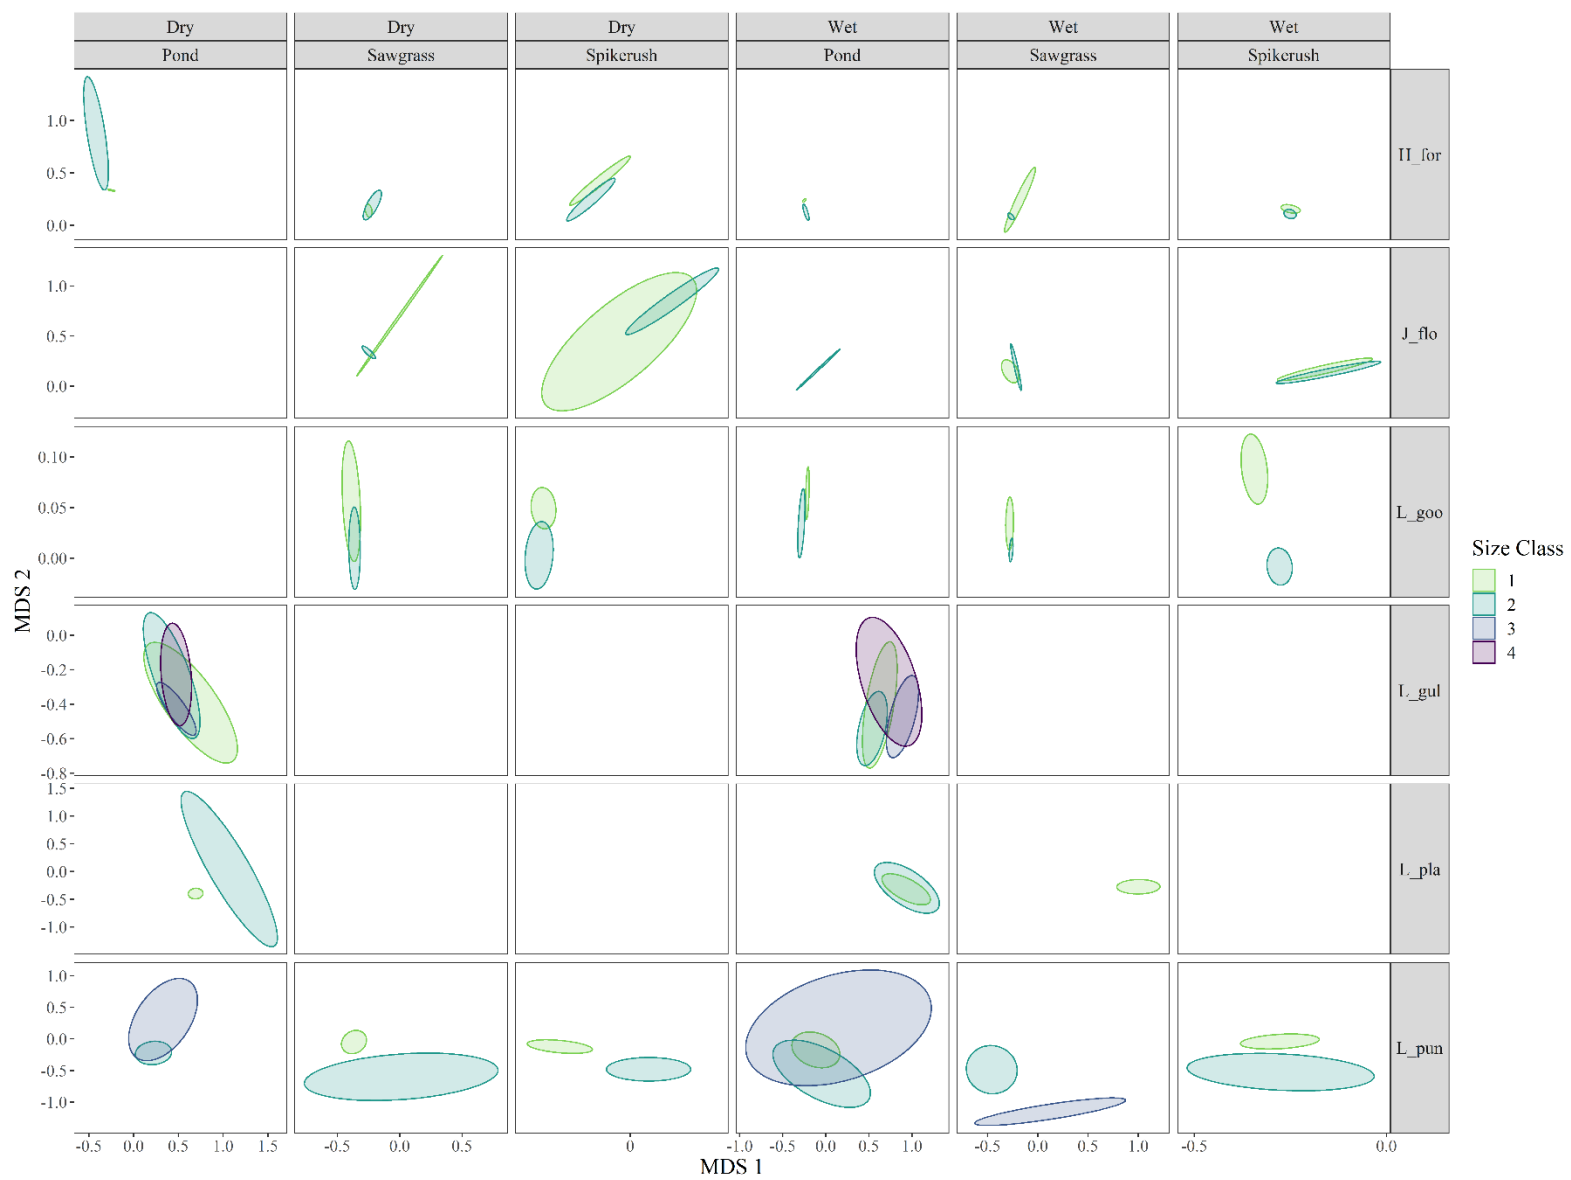 Dry Dry Dry Wet Wet Wet
Pond Sawgrass Spikerush Pond Sawgrass Spikerush
1.0
0.5
0.0
H_for
1.0
0.5
0.0
J_flo
0.10
0.05
0.00
L_goo
0.0
-0.2
-0.4
-0.6
-0.8
L_gul
1.5
1.0
0.5
0.0
-0.5
-1.0
L_pla
1.0
0.5
0.0
-0.5
-1.0
L_pun
MDS 2
-0.5 0.0 0.5 1.0 1.5 -0.5 0.0 0.5 0 -1.0 -0.5 0.0 0.5 1.0 -0.5 0.0 0.5 1.0 -0.5 0.0
MDS 1
Size Class
1
2
3
4